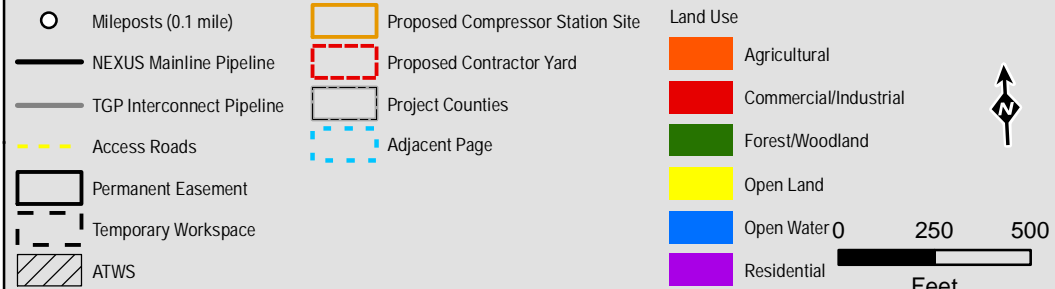 Mileposts (0.1 mile)
NEXUS Mainline Pipeline
TGP Interconnect Pipeline
Access Roads
Permanent Easement
Temporary Workspace
ATWS
Proposed Compressor Station Site
Proposed Contractor Yard
Project Counties
Adjacent Page
Land Use
Agricultural
Commercial/Industrial
Forest/Woodland
Open Land
Open Water
Residential
N
0 250 500
Feet